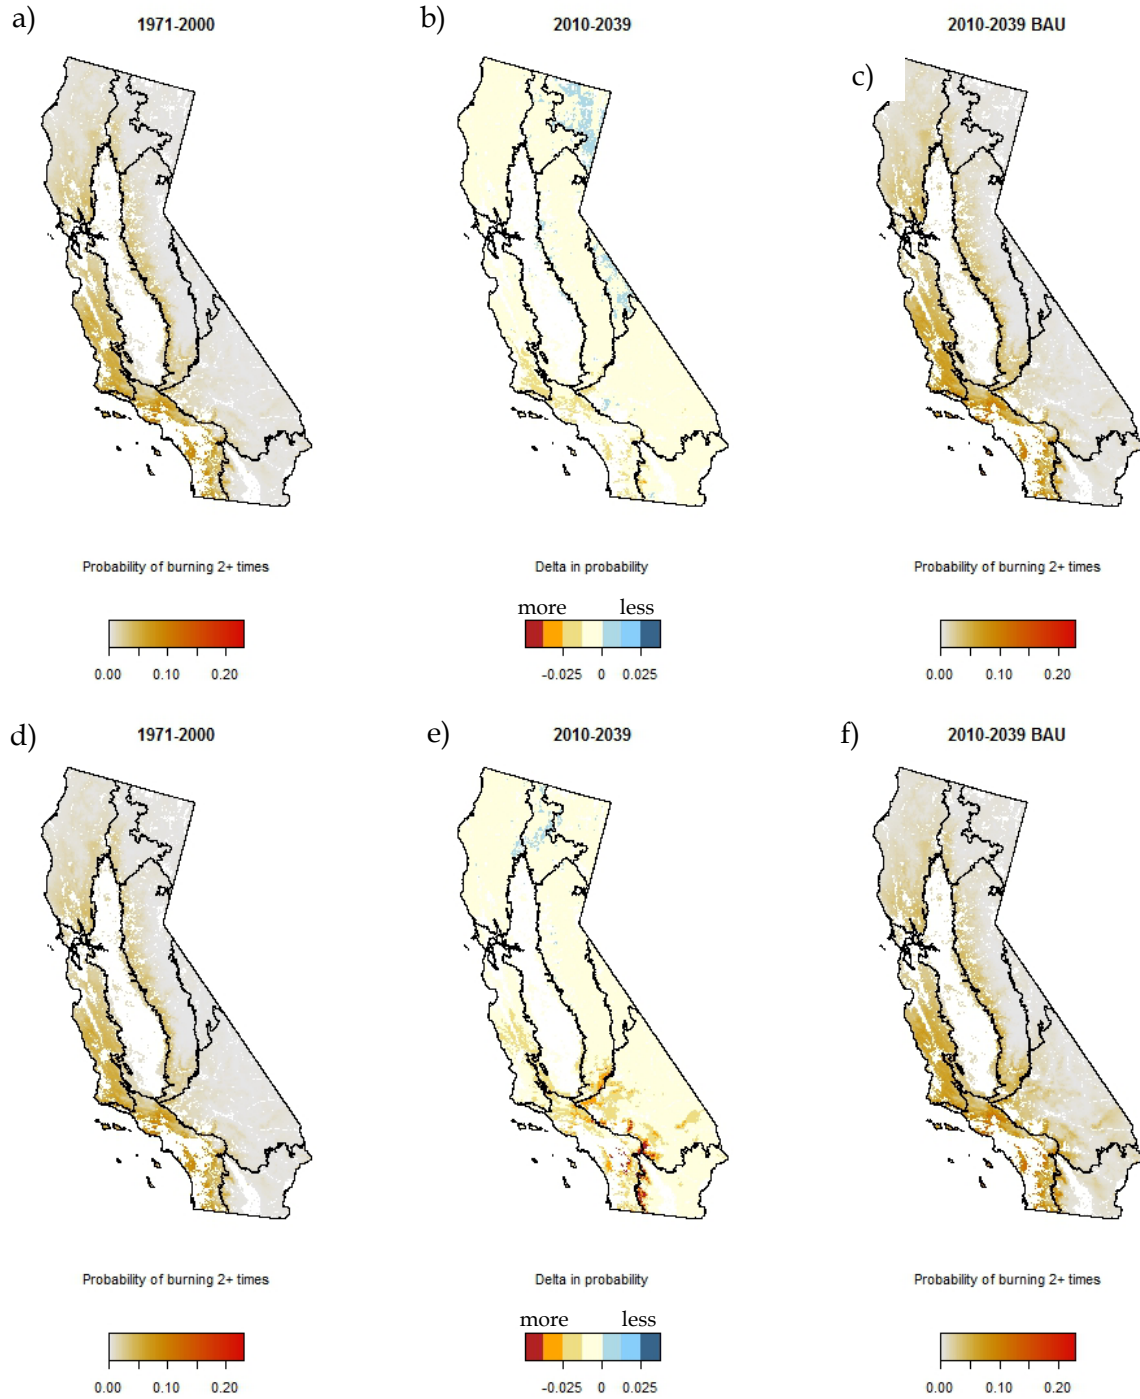 a) 1971-2000
b) 2010-2039
2010-2039 BAU
c)
Probability of burning 2+ times
Delta in probability
Probability of burning 2+ times
more less
0.00 0.10 0.20
-0.025 0 0.025
0.00 0.10 0.20
d) 1971-2000
e) 2010-2039
f) 2010-2039 BAU
Probability of burning 2+ times
Delta in probability
Probability of burning 2+ times
more less
0.00 0.10 0.20
-0.025 0 0.025
0.00 0.10 0.20